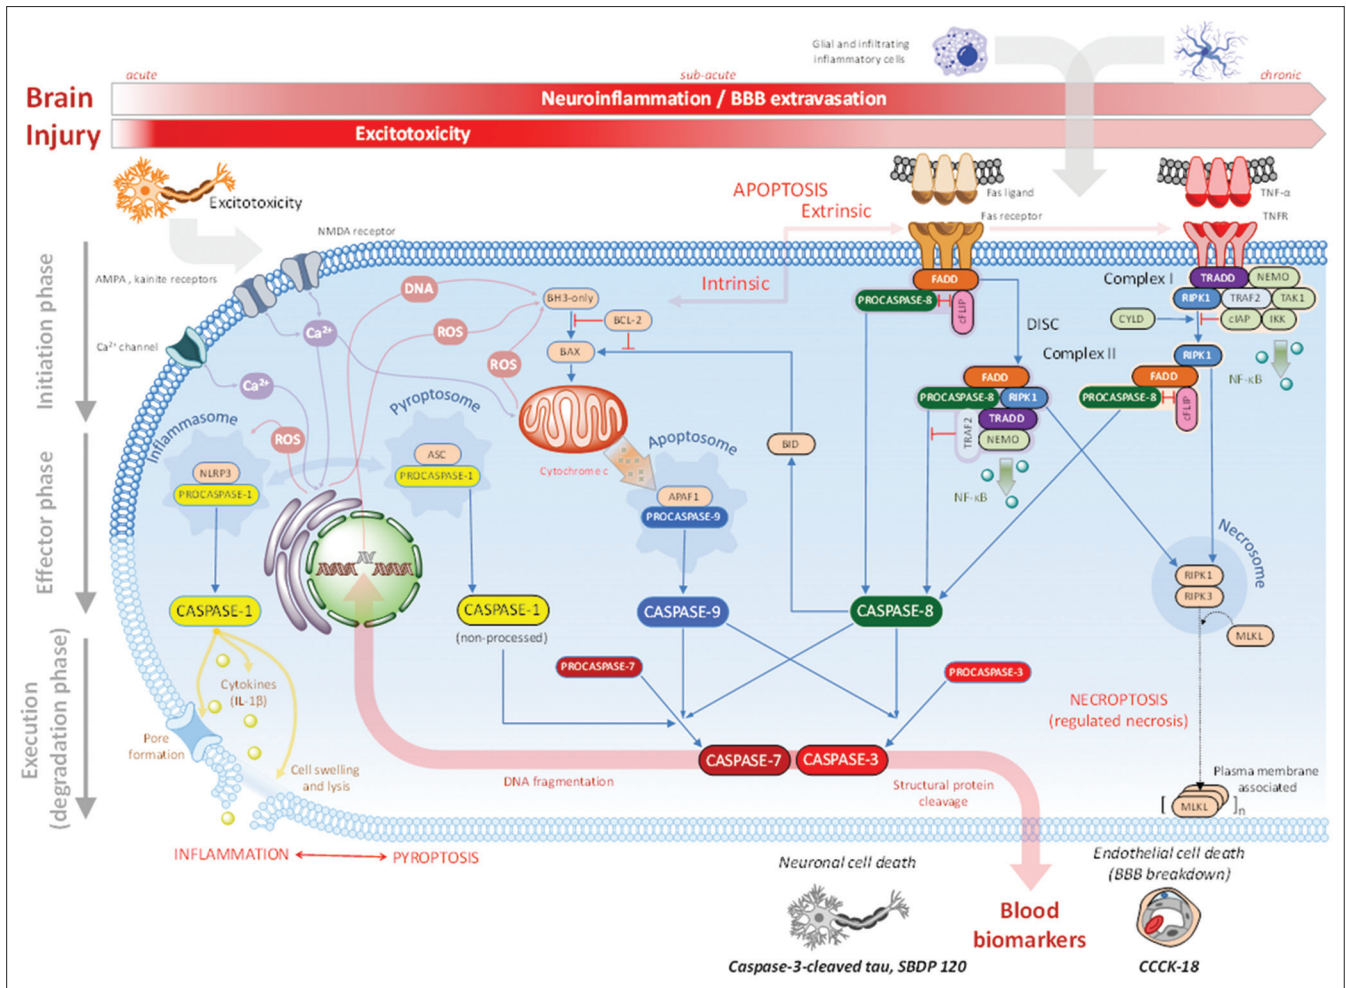 Glial and infiltrating
inflammatory cells
acute
sub-acute
chronic
Brain
Injury
Neuroinflammation / BBB extravasation
Excitotoxicity
Excitotoxicity
APOPTOSIS
Extrinsic
Fas ligand
Fas receptor
TNF-α
TNFR
NMDA receptor
AMPA , kainite receptors
Ca²⁺ channel
Ca²⁺
Ca²⁺
Initiation phase
Effector phase
Execution
(degradation phase)
DNA
ROS
ROS
ROS
Intrinsic
BH3-only
BCL-2
BAX
FADD
PROCASPASE-8
cFLIP
DISC
Complex I
TRADD
NEMO
RIPK1
TRAF2
TAK1
CYLD
cIAP
IKK
Complex II
RIPK1
NF-κB
FADD
PROCASPASE-8
cFLIP
FADD
PROCASPASE-8
RIPK1
TRADD
TRAF2
NEMO
NF-κB
Inflammasome
NLRP3
PROCASPASE-1
Pyroptosome
ASC
PROCASPASE-1
Cytochrome c
Apoptosome
APAF1
PROCASPASE-9
BID
Necrosome
RIPK1
RIPK3
MLKL
CASPASE-1
CASPASE-1
(non-processed)
CASPASE-9
CASPASE-8
PROCASPASE-7
PROCASPASE-3
Cytokines
(IL-1β)
Pore
formation
Cell swelling
and lysis
NECROPTOSIS
(regulated necrosis)
CASPASE-7
CASPASE-3
DNA fragmentation
Structural protein
cleavage
Plasma membrane
associated
[ MLKL ]n
INFLAMMATION
PYROPTOSIS
Neuronal cell death
Endothelial cell death
(BBB breakdown)
Blood
biomarkers
Caspase-3-cleaved tau, SBDP 120
CCCK-18